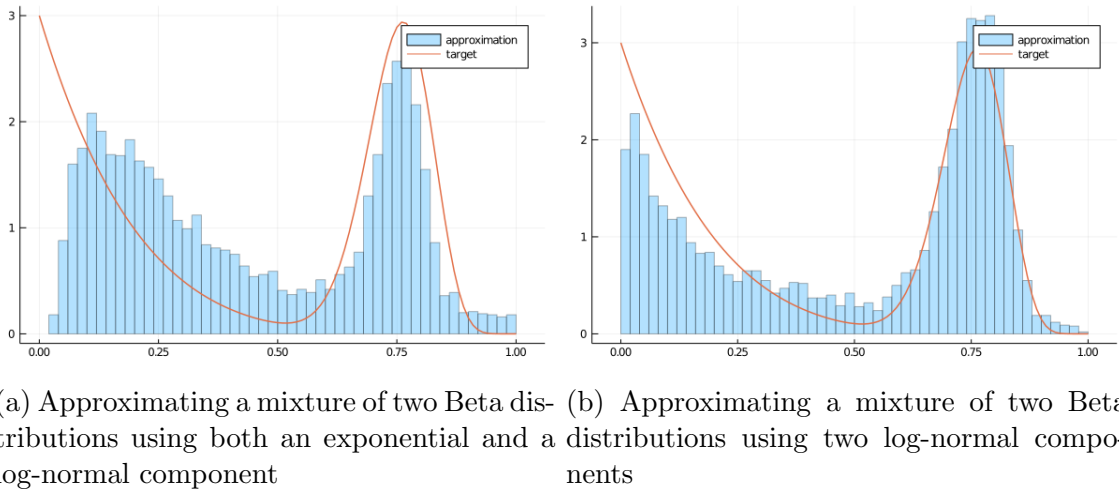 3
2
1
0
0.00 0.25 0.50 0.75 1.00
approximation
target
3
2
1
0
0.00 0.25 0.50 0.75 1.00
approximation
target
(a) Approximating a mixture of two Beta dis-
tributions using both an exponential and a
log-normal component
(b) Approximating a mixture of two Beta
distributions using two log-normal compo-
nents